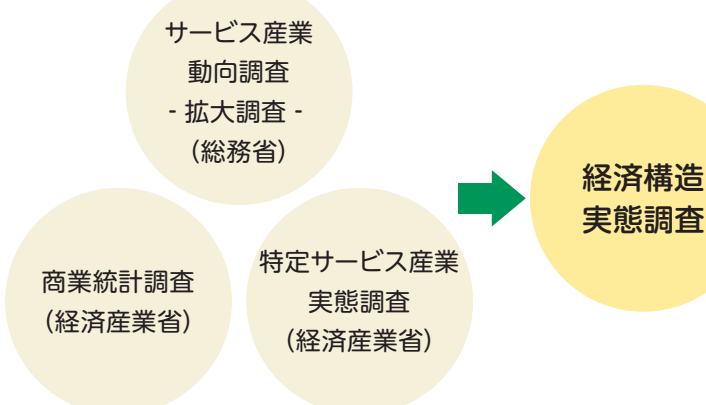 サービス産業
動向調査
- 拡大調査 -
（総務省）
商業統計調査
（経済産業省）
特定サービス産業
実態調査
（経済産業省）
経済構造
実態調査